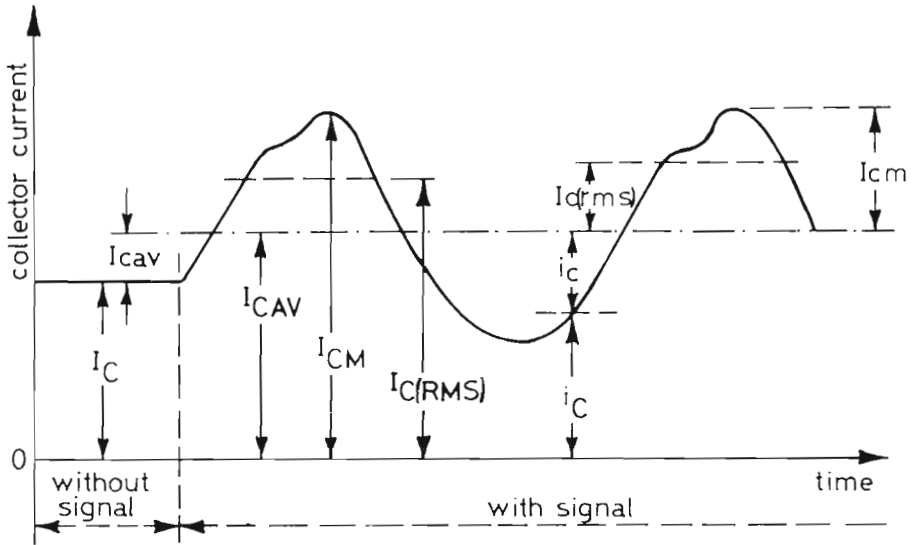 collector current
Icav
IC
ICAV
ICM
IC(RMS)
ic
iC
Ic(rms)
Icm
0
time
without
signal
with signal